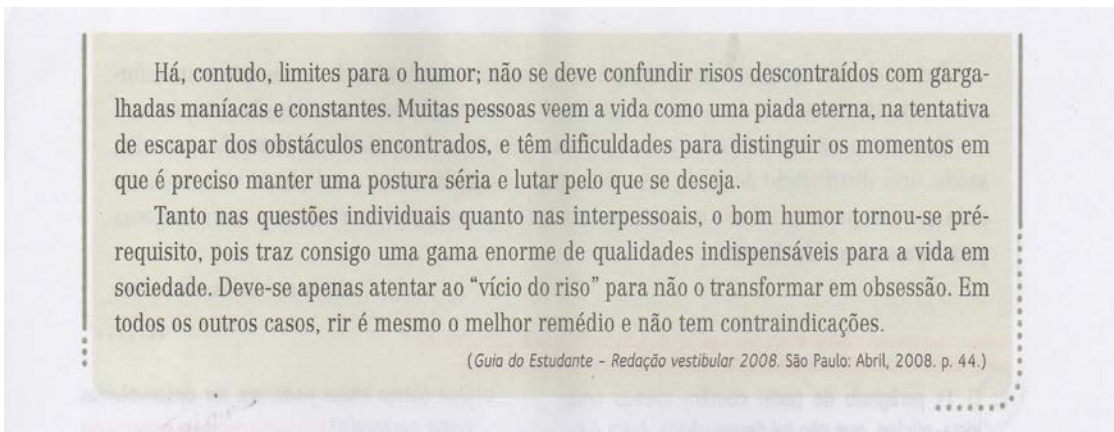 Há, contudo, limites para o humor; não se deve confundir risos descontraídos com garga-
lhadas maníacas e constantes. Muitas pessoas veem a vida como uma piada eterna, na tentativa
de escapar dos obstáculos encontrados, e têm dificuldades para distinguir os momentos em
que é preciso manter uma postura séria e lutar pelo que se deseja.
Tanto nas questões individuais quanto nas interpessoais, o bom humor tornou-se pré-
requisito, pois traz consigo uma gama enorme de qualidades indispensáveis para a vida em
sociedade. Deve-se apenas atentar ao “vício do riso” para não o transformar em obsessão. Em
todos os outros casos, rir é mesmo o melhor remédio e não tem contraindicações.
(Guia do Estudante – Redação vestibular 2008. São Paulo: Abril, 2008. p. 44.)